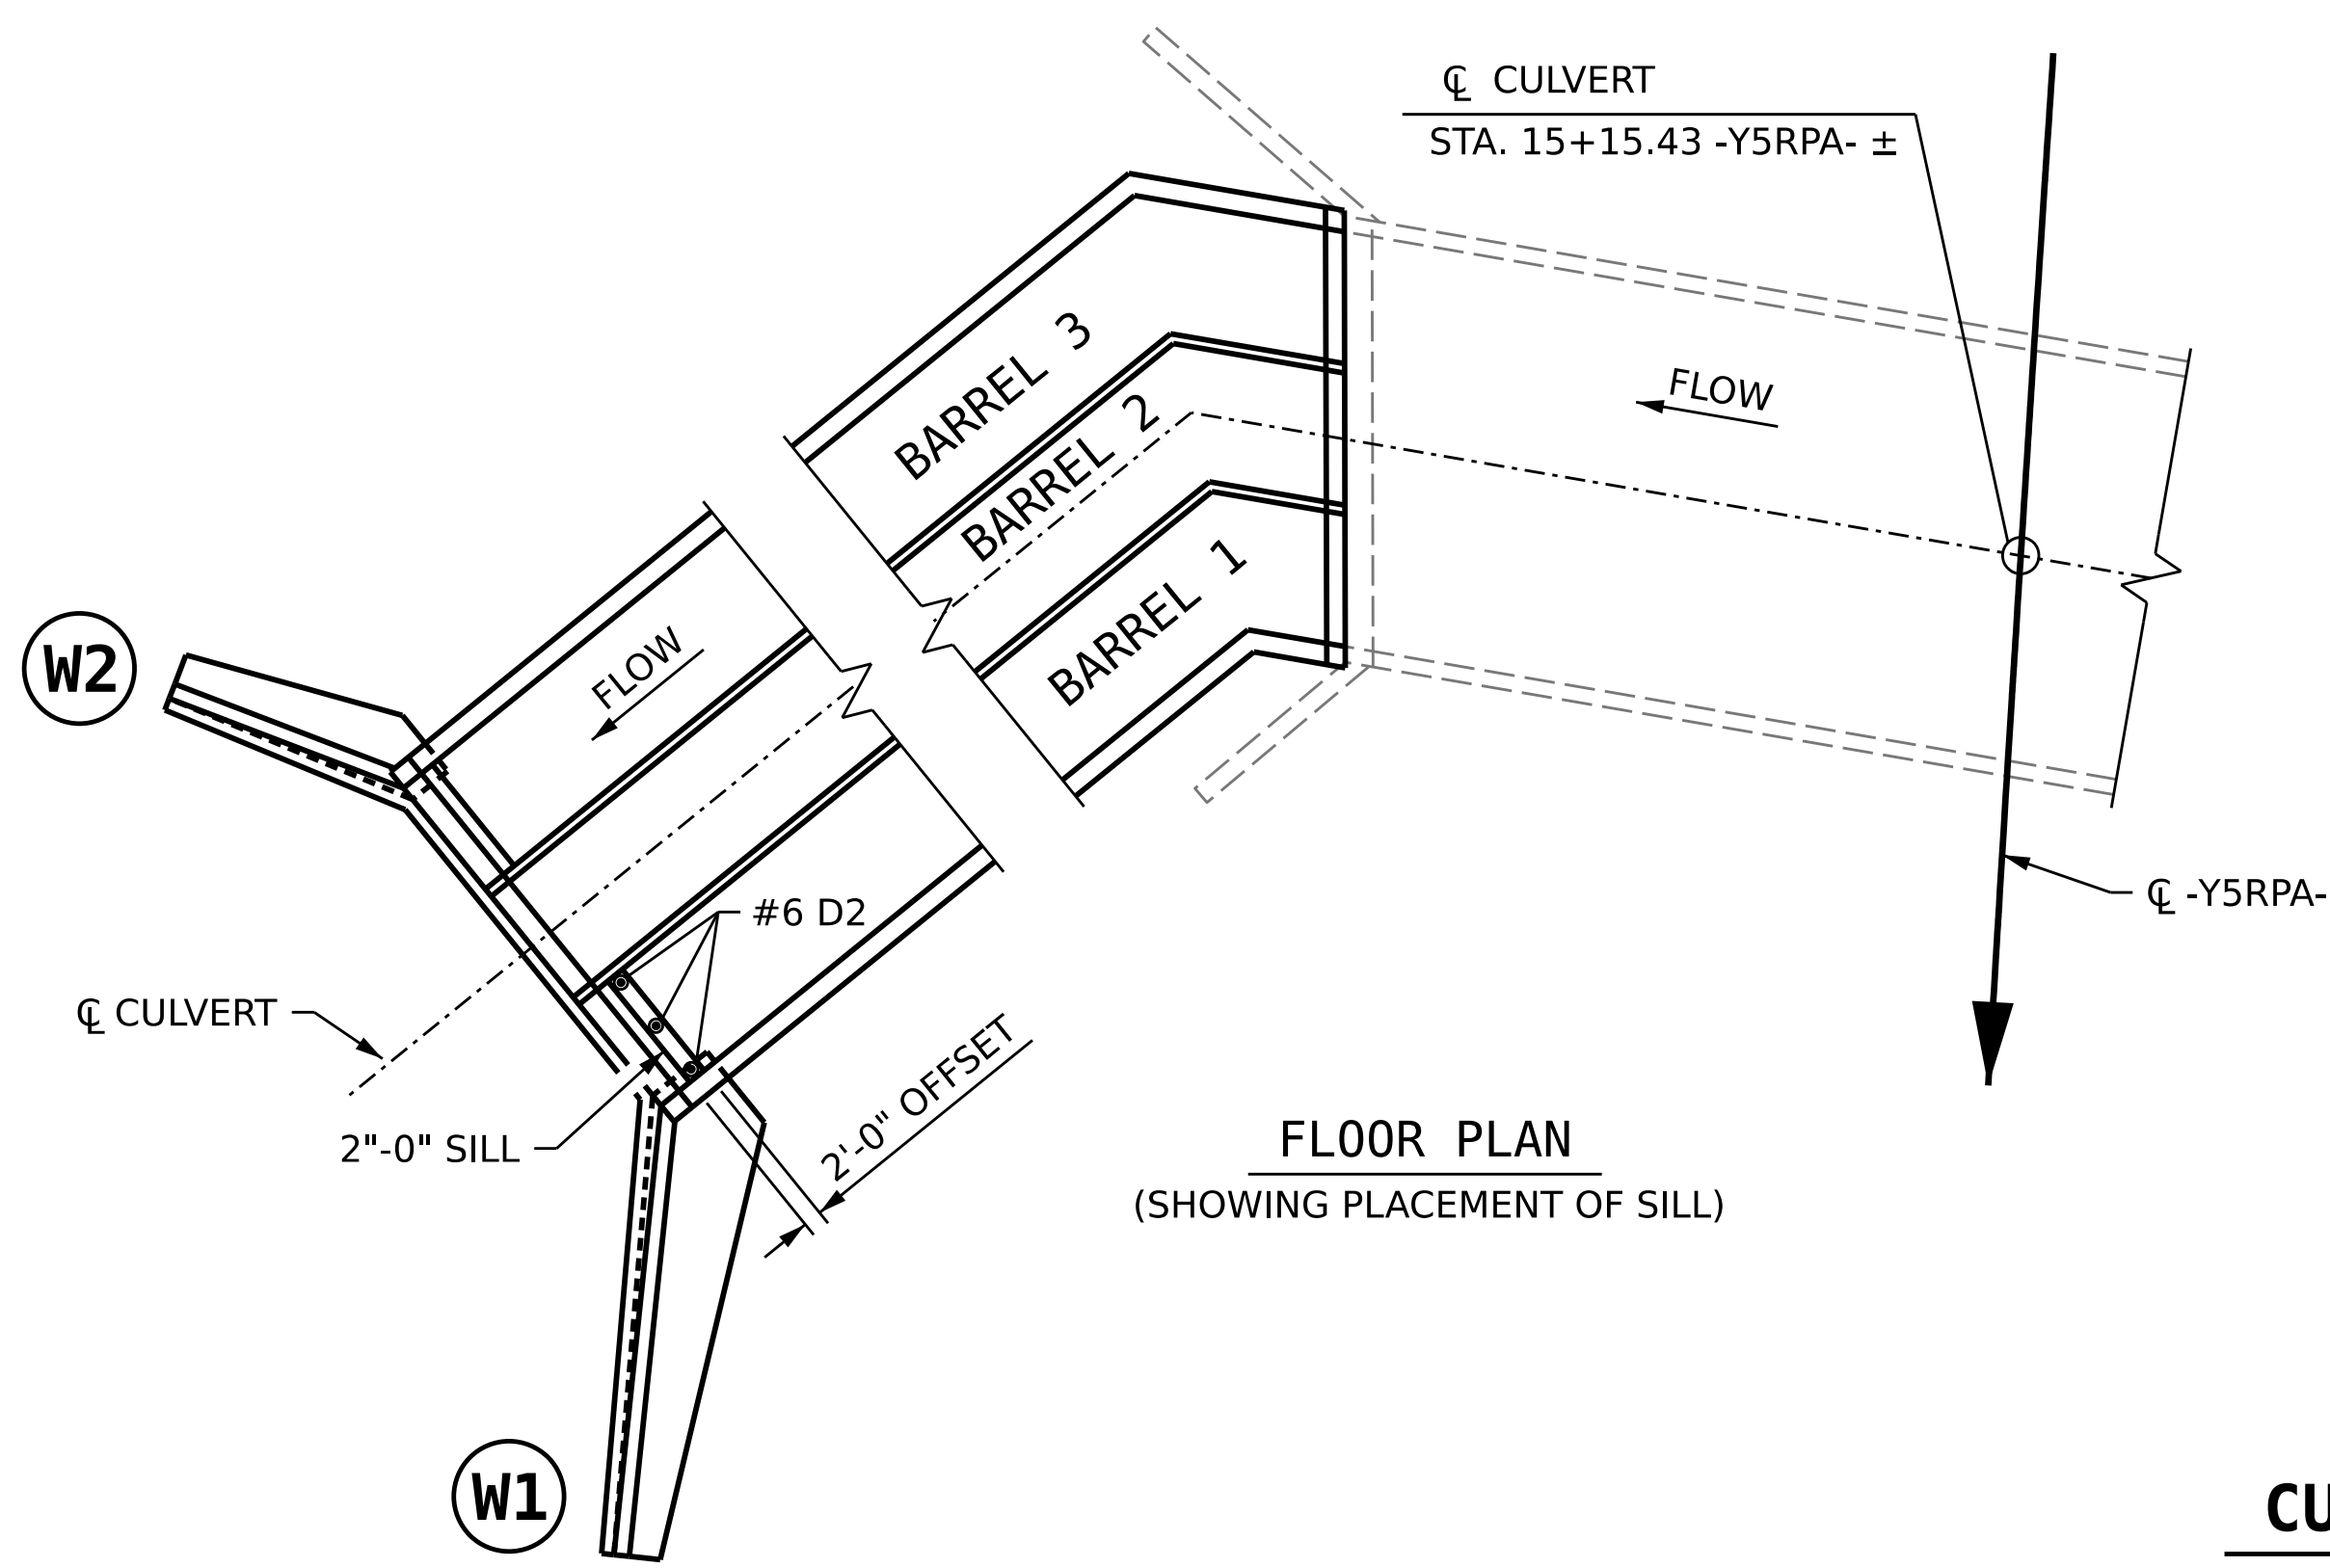 ℄ CULVERT
STA. 15+15.43 -Y5RPA- ±
BARREL 3
FLOW
BARREL 2
BARREL 1
W2
FLOW
℄ -Y5RPA-
#6 D2
℄ CULVERT
2"-0" SILL
2'-0" OFFSET
FLOOR PLAN
(SHOWING PLACEMENT OF SILL)
W1
CU